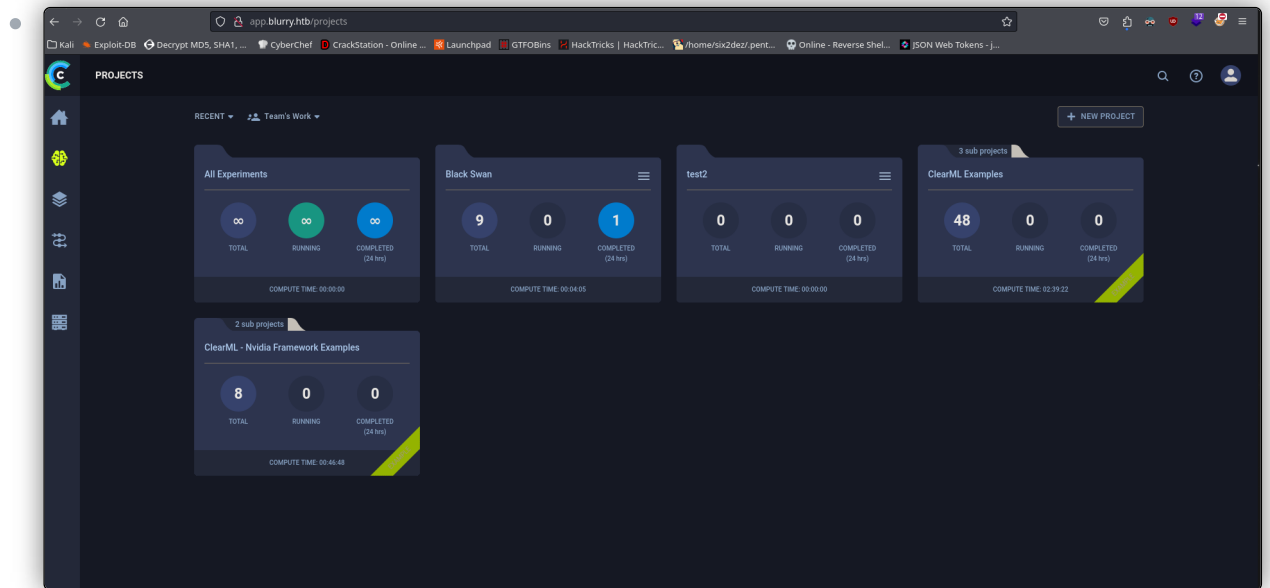 app.blurry.htb/projects
Kali Exploit-DB Decrypt MD5, SHA1, ... CyberChef CrackStation - Online ... Launchpad GTFOBins HackTricks | HackTric... /home/six2dez/.pent... Online - Reverse Shel... JSON Web Tokens - j...
12
PROJECTS
RECENT Team's Work + NEW PROJECT
All Experiments
∞ ∞ ∞
TOTAL RUNNING COMPLETED
(24 hrs)
COMPUTE TIME: 00:00:00
Black Swan
9 0 1
TOTAL RUNNING COMPLETED
(24 hrs)
COMPUTE TIME: 00:04:05
test2
0 0 0
TOTAL RUNNING COMPLETED
(24 hrs)
COMPUTE TIME: 00:00:00
3 sub projects
ClearML Examples
48 0 0
TOTAL RUNNING COMPLETED
(24 hrs)
COMPUTE TIME: 02:39:22
2 sub projects
ClearML - Nvidia Framework Examples
8 0 0
TOTAL RUNNING COMPLETED
(24 hrs)
COMPUTE TIME: 00:46:48